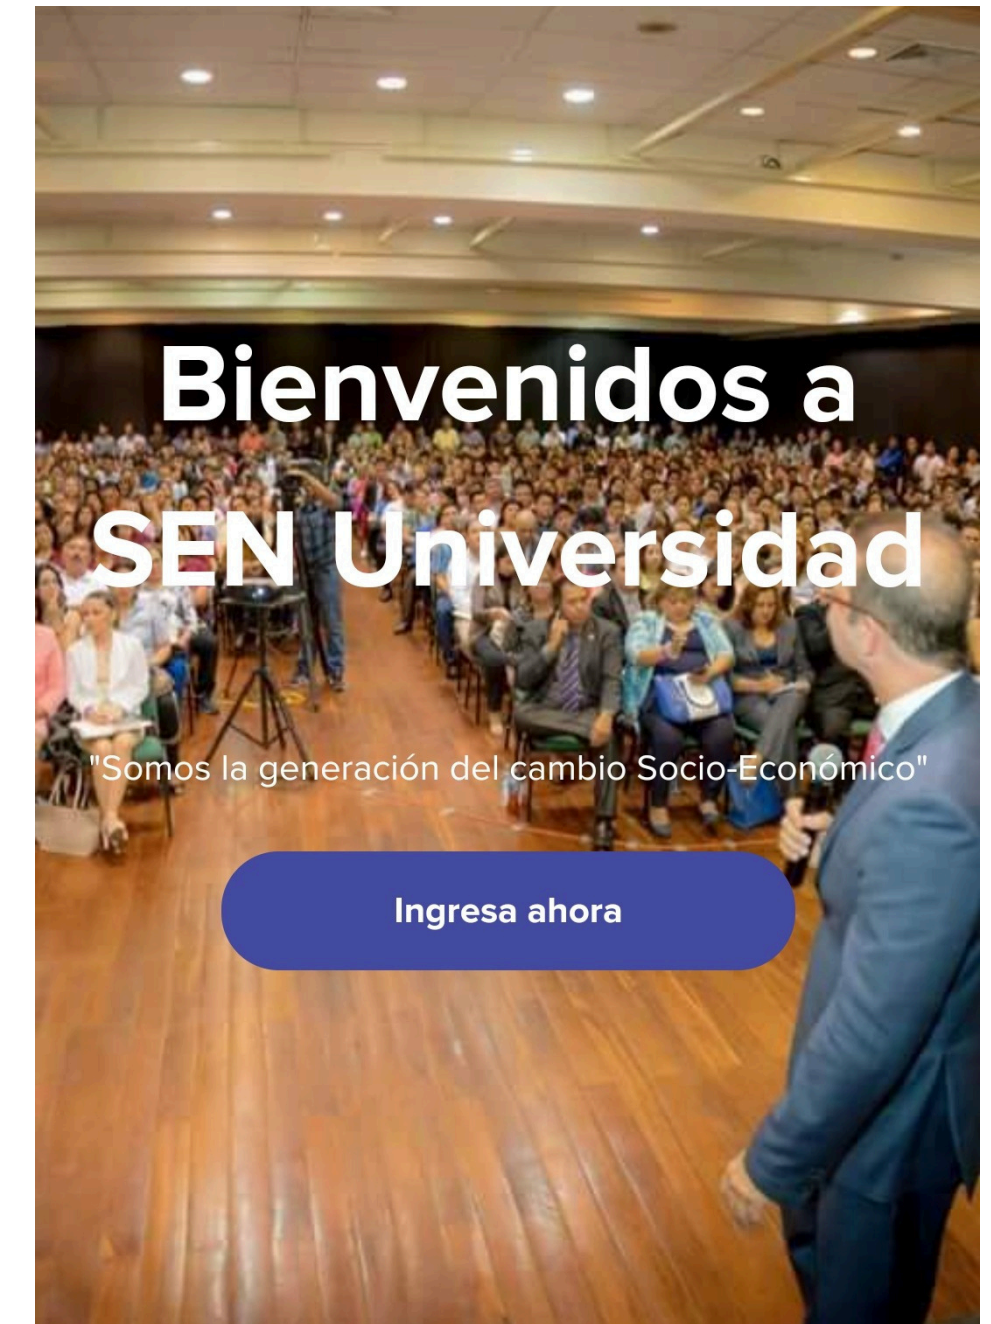 Bienvenidos a
SEN Universidad
"Somos la generación del cambio Socio-Económico"
Ingresa ahora